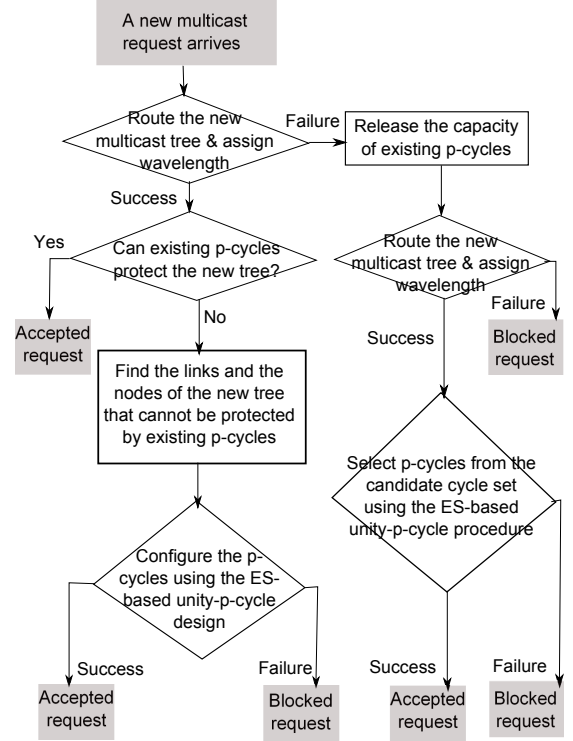 A new multicast
request arrives
Route the new
multicast tree & assign
wavelength
Failure
Release the capacity
of existing p-cycles
Success
Yes
Can existing p-cycles
protect the new tree?
Route the new
multicast tree & assign
wavelength
Failure
No
Accepted
request
Success
Blocked
request
Find the links and the
nodes of the new tree
that cannot be protected
by existing p-cycles
Select p-cycles from the
candidate cycle set
using the ES-based
unity-p-cycle procedure
Configure the p-
cycles using the ES-
based unity-p-cycle
design
Success
Failure
Success
Failure
Accepted
request
Blocked
request
Accepted
request
Blocked
request